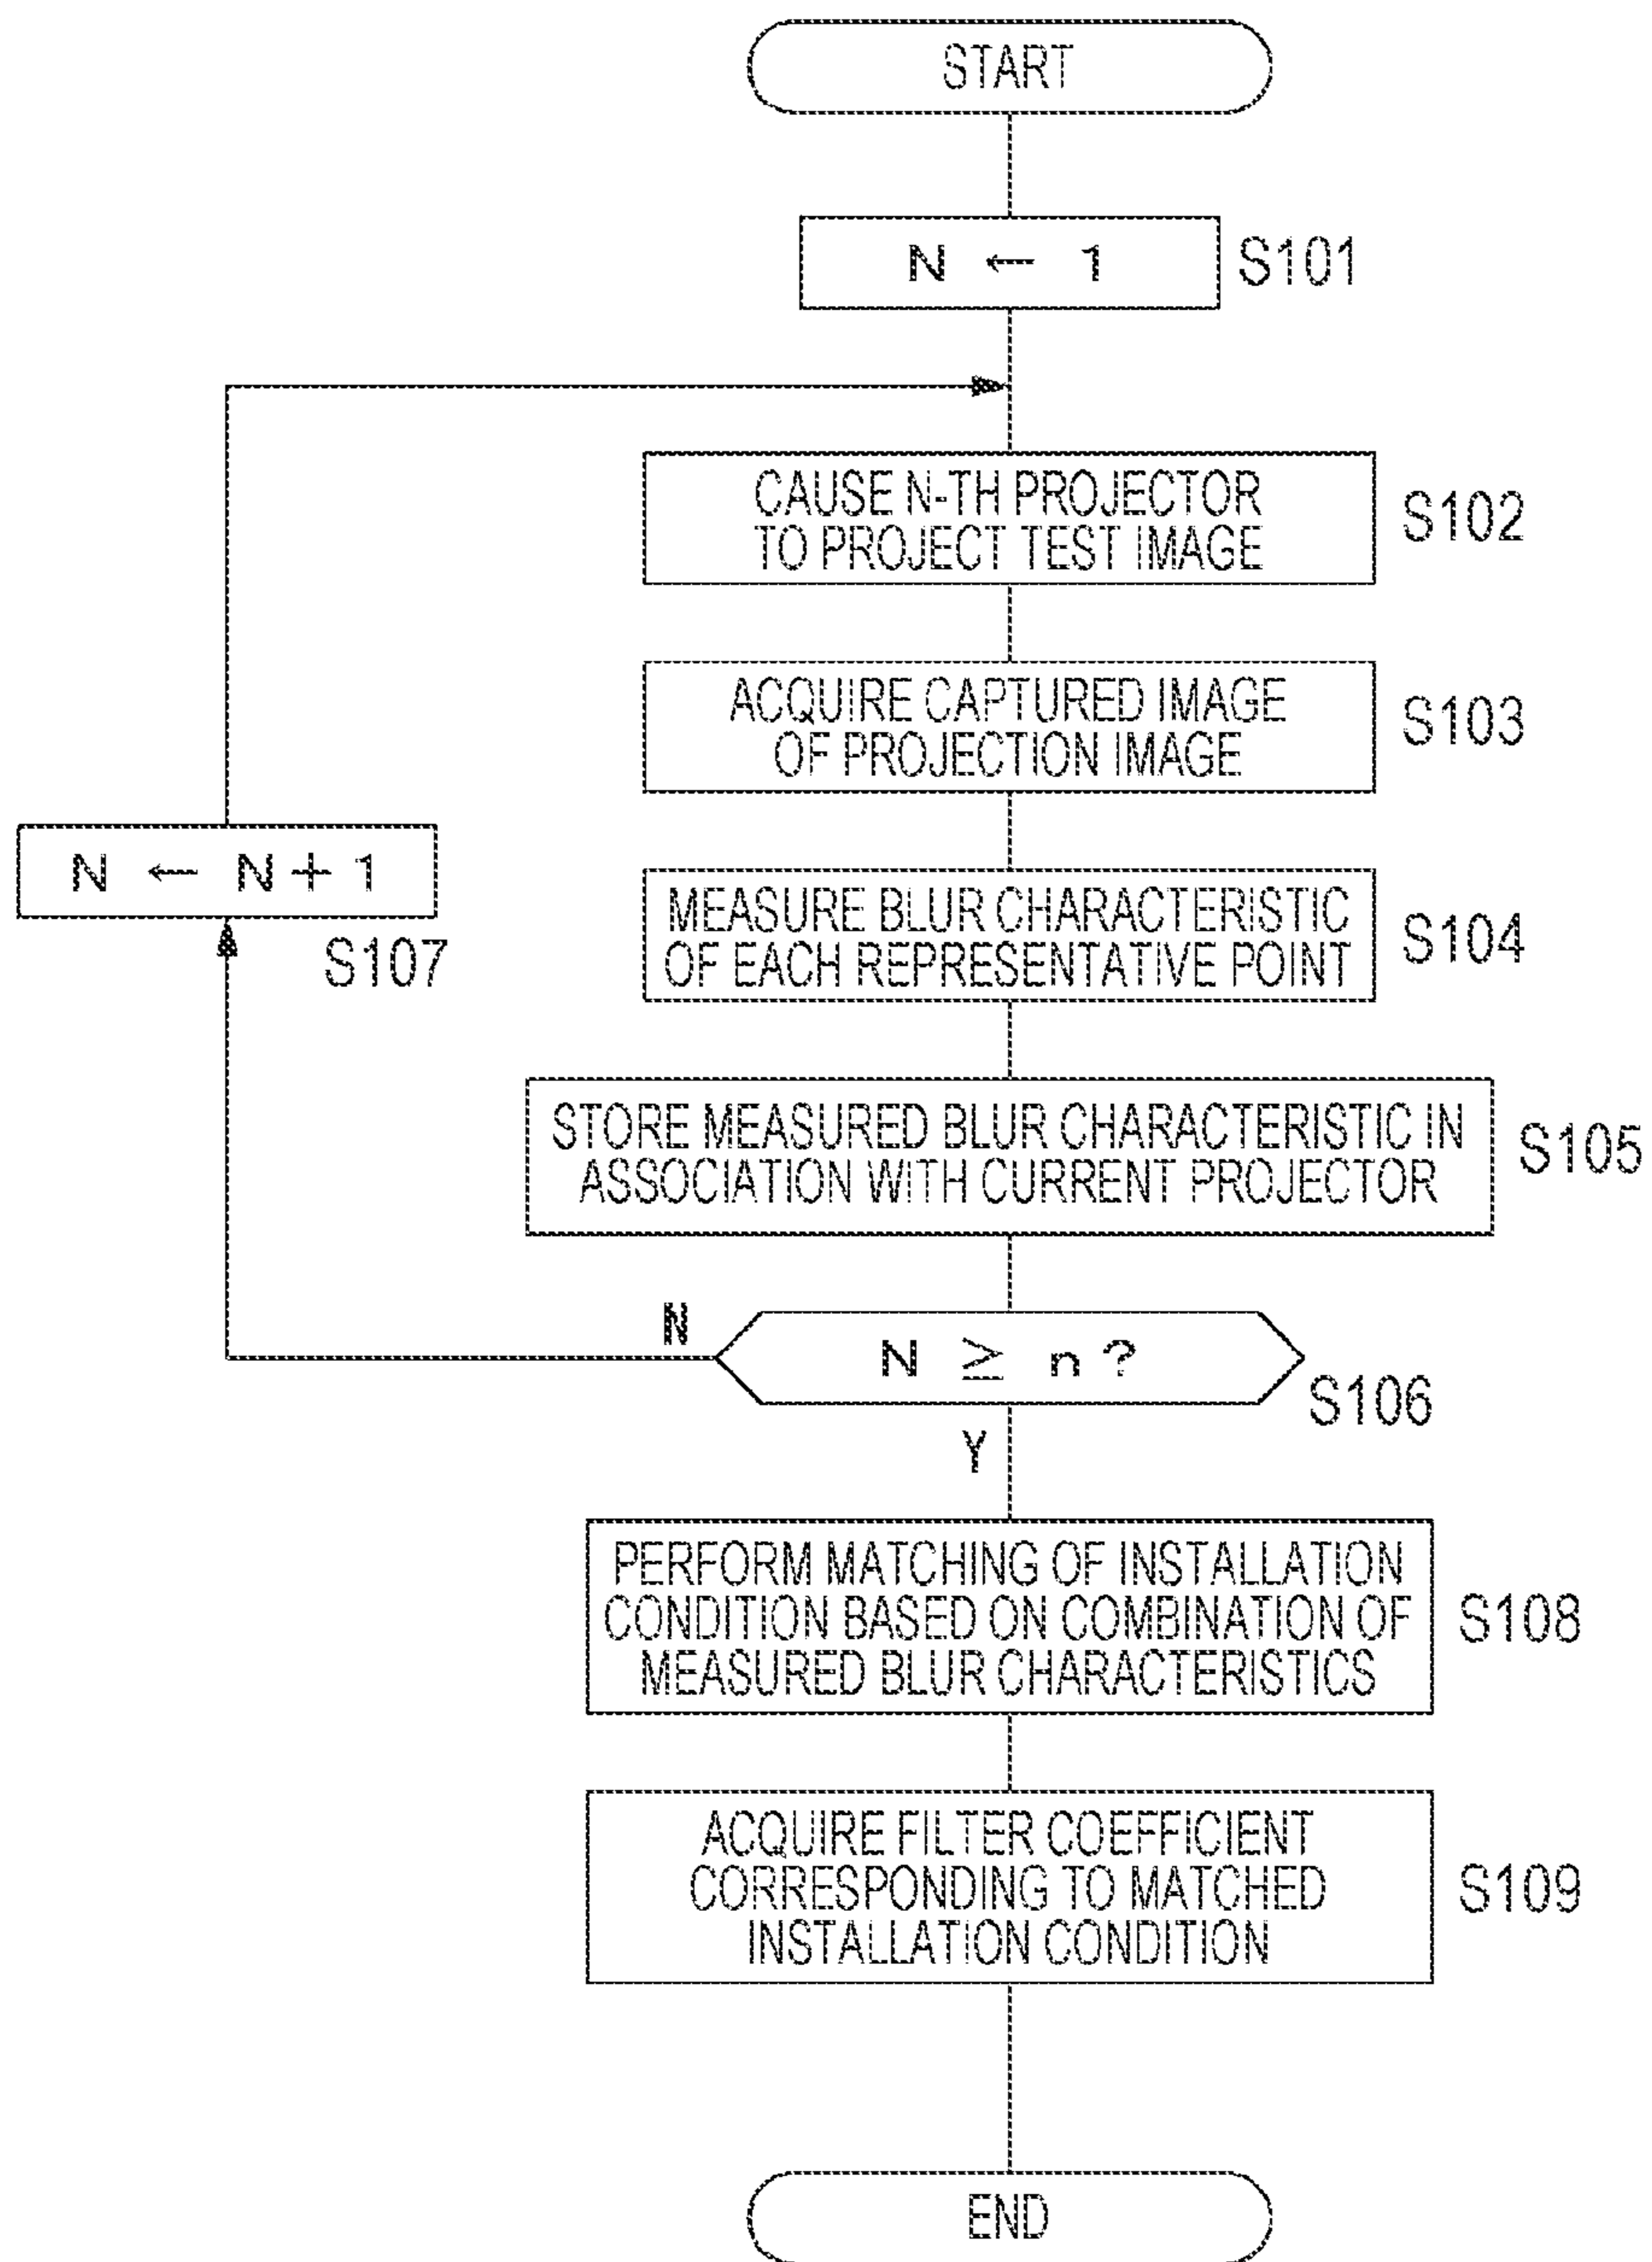 START
N ← 1
S101
CAUSE N-TH PROJECTOR
TO PROJECT TEST IMAGE
S102
ACQUIRE CAPTURED IMAGE
OF PROJECTION IMAGE
S103
N ← N + 1
S107
MEASURE BLUR CHARACTERISTIC
OF EACH REPRESENTATIVE POINT
S104
STORE MEASURED BLUR CHARACTERISTIC IN
ASSOCIATION WITH CURRENT PROJECTOR
S105
N
N ≥ n ?
S106
Y
PERFORM MATCHING OF INSTALLATION
CONDITION BASED ON COMBINATION OF
MEASURED BLUR CHARACTERISTICS
S108
ACQUIRE FILTER COEFFICIENT
CORRESPONDING TO MATCHED
INSTALLATION CONDITION
S109
END